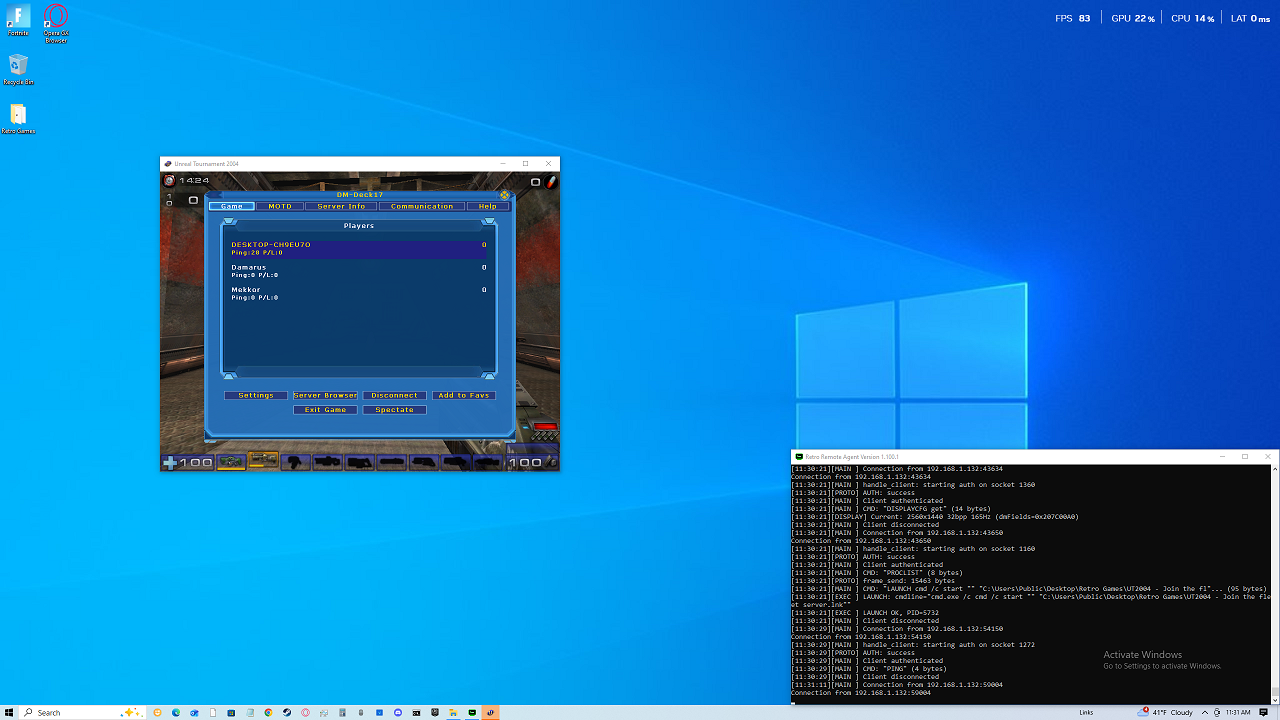 FPS 83 GPU 22% CPU 14% LAT 0 ms
Fortnite
Opera GX Browser
Recycle Bin
Retro Games
Unreal Tournament 2004
14:24
0
1
0
0
DM-Deck17
Game MOTD Server Info Communication Help
Players
DESKTOP-CH9EU7O 0
Ping:28 P/L:0
Damarus 0
Ping:0 P/L:0
Mekkor 0
Ping:0 P/L:0
Settings Server Browser Disconnect Add to Favs
Exit Game Spectate
100 100
Retro Remote Agent Version 1.100.1
[11:30:21][MAIN ] Connection from 192.168.1.132:43634
Connection from 192.168.1.132:43634
[11:30:21][MAIN ] handle_client: starting auth on socket 1360
[11:30:21][PROTO] AUTH: success
[11:30:21][MAIN ] Client authenticated
[11:30:21][MAIN ] CMD: "DISPLAYCFG get" (14 bytes)
[11:30:21][DISPLAY] Current: 2560x1440 32bpp 165Hz (dmFields=0x207C00A0)
[11:30:21][MAIN ] Client disconnected
[11:30:21][MAIN ] Connection from 192.168.1.132:43650
Connection from 192.168.1.132:43650
[11:30:21][MAIN ] handle_client: starting auth on socket 1160
[11:30:21][PROTO] AUTH: success
[11:30:21][MAIN ] Client authenticated
[11:30:21][MAIN ] CMD: "PROCLIST" (8 bytes)
[11:30:21][PROTO] frame_send: 15463 bytes
[11:30:21][MAIN ] CMD: "LAUNCH cmd /c start "" "C:\Users\Public\Desktop\Retro Games\UT2004 - Join the fl"... (95 bytes)
[11:30:21][EXEC ] LAUNCH: cmdline="cmd.exe /c cmd /c start "" "C:\Users\Public\Desktop\Retro Games\UT2004 - Join the fle
et server.lnk""
[11:30:21][EXEC ] LAUNCH OK, PID=5732
[11:30:21][MAIN ] Client disconnected
[11:30:29][MAIN ] Connection from 192.168.1.132:54150
Connection from 192.168.1.132:54150
[11:30:29][MAIN ] handle_client: starting auth on socket 1272
[11:30:29][PROTO] AUTH: success
[11:30:29][MAIN ] Client authenticated
[11:30:29][MAIN ] CMD: "PING" (4 bytes)
[11:30:29][MAIN ] Client disconnected
[11:31:11][MAIN ] Connection from 192.168.1.132:59004
Connection from 192.168.1.132:59004
Activate Windows
Go to Settings to activate Windows.
Search
Links
41°F Cloudy
11:31 AM